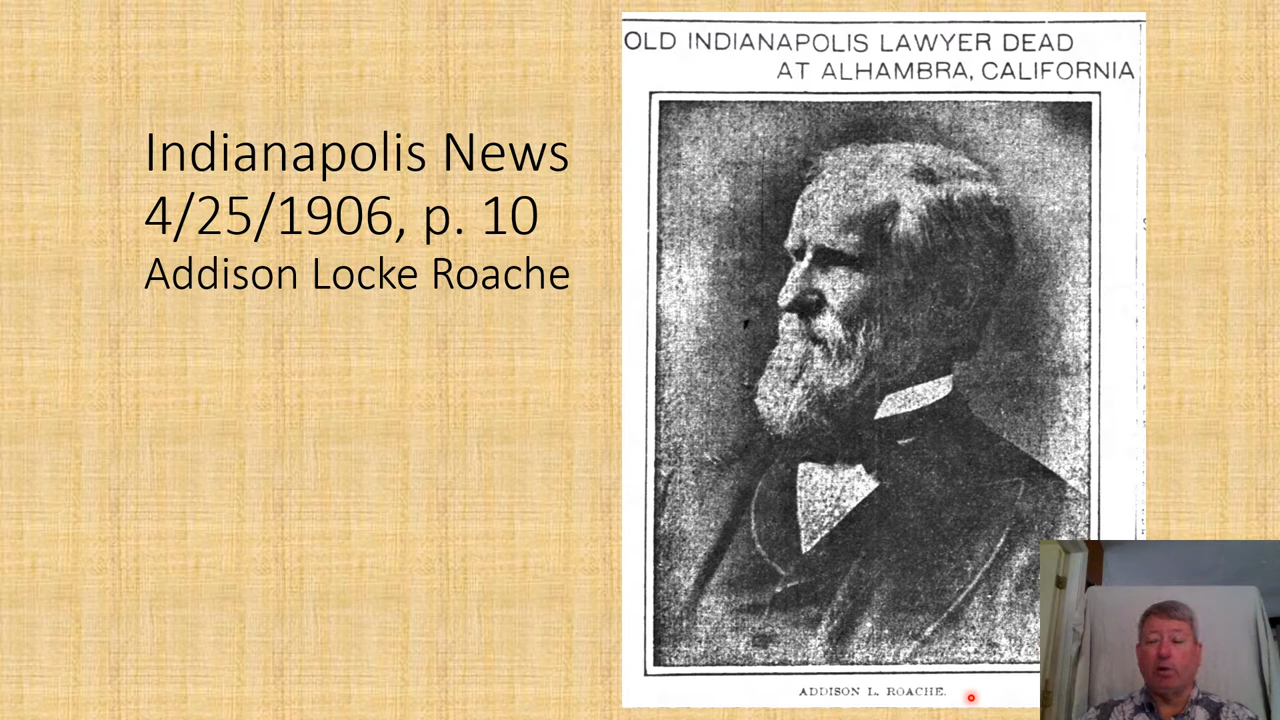 Indianapolis News
4/25/1906, p. 10
Addison Locke Roache
OLD INDIANAPOLIS LAWYER DEAD
AT ALHAMBRA, CALIFORNIA
ADDISON L. ROACHE.